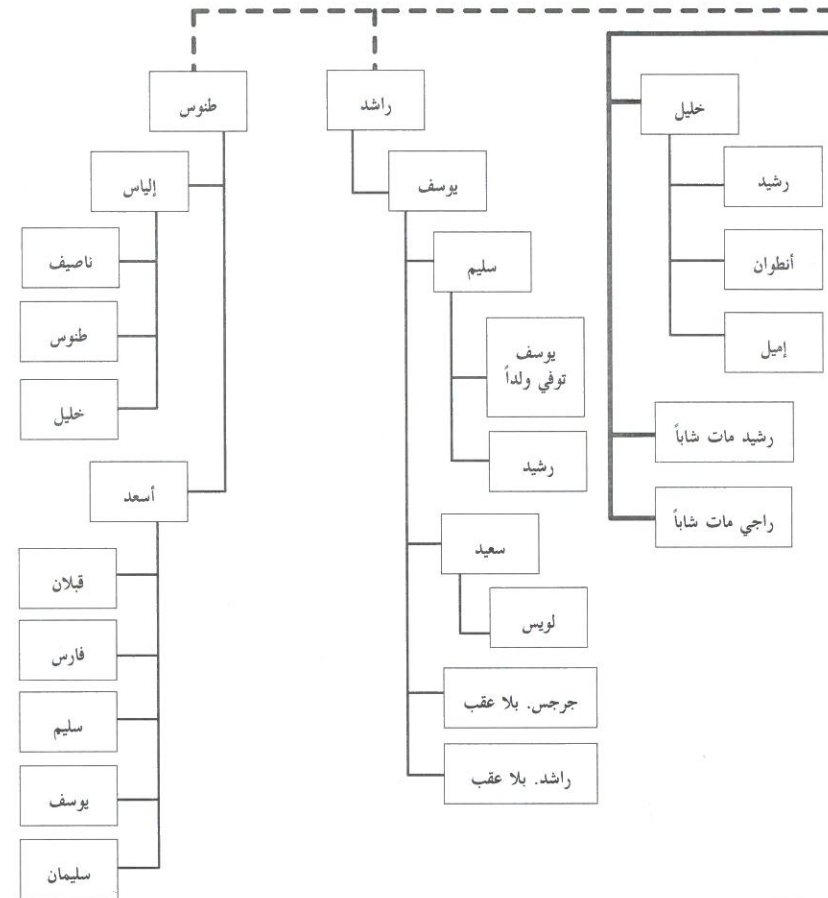 خليل
رشيد
أنطوان
إميل
رشيد مات شاباً
راجي مات شاباً
راشد
يوسف
سليم
يوسف
توفي ولداً
رشيد
سعيد
لويس
جرجس. بلا عقب
راشد. بلا عقب
طنوس
إلياس
ناصيف
طنوس
خليل
أسعد
قبلان
فارس
سليم
يوسف
سليمان